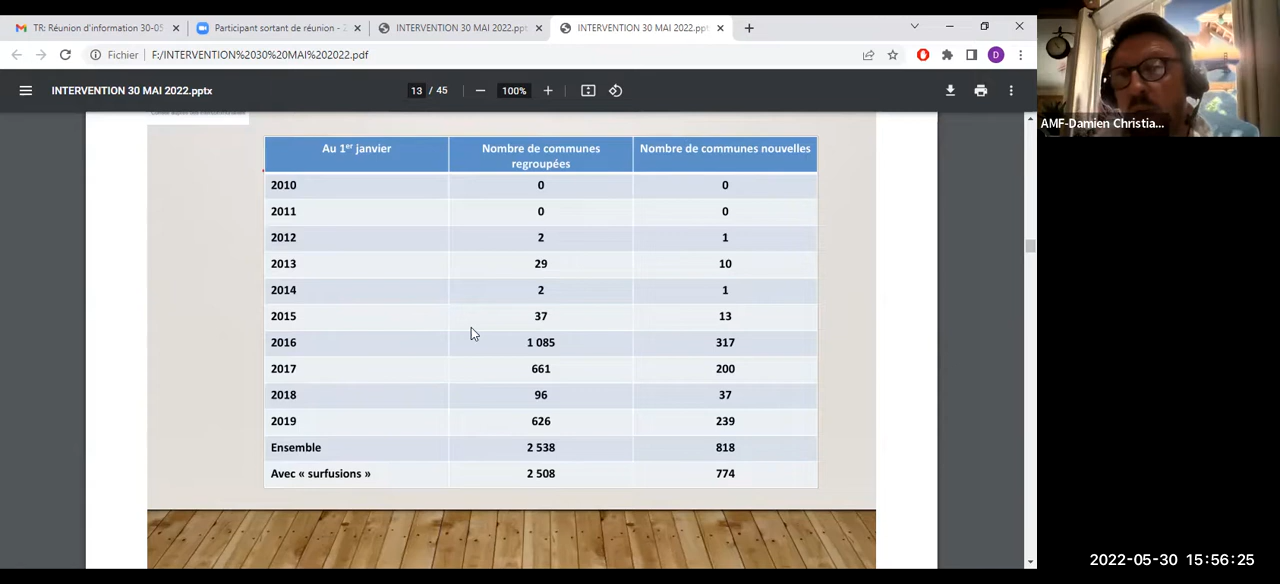 TR: Réunion d'information 30-05
Participant sortant de réunion -
INTERVENTION 30 MAI 2022.pptx
INTERVENTION 30 MAI 2022.pptx
Fichier F:/INTERVENTION%2030%20MAI%202022.pdf
D
INTERVENTION 30 MAI 2022.pptx 13 / 45 100%
AMF-Damien Christia...
Au 1er janvier Nombre de communes regroupées Nombre de communes nouvelles
2010 0 0
2011 0 0
2012 2 1
2013 29 10
2014 2 1
2015 37 13
2016 1 085 317
2017 661 200
2018 96 37
2019 626 239
Ensemble 2 538 818
Avec « surfusions » 2 508 774
2022-05-30 15:56:25